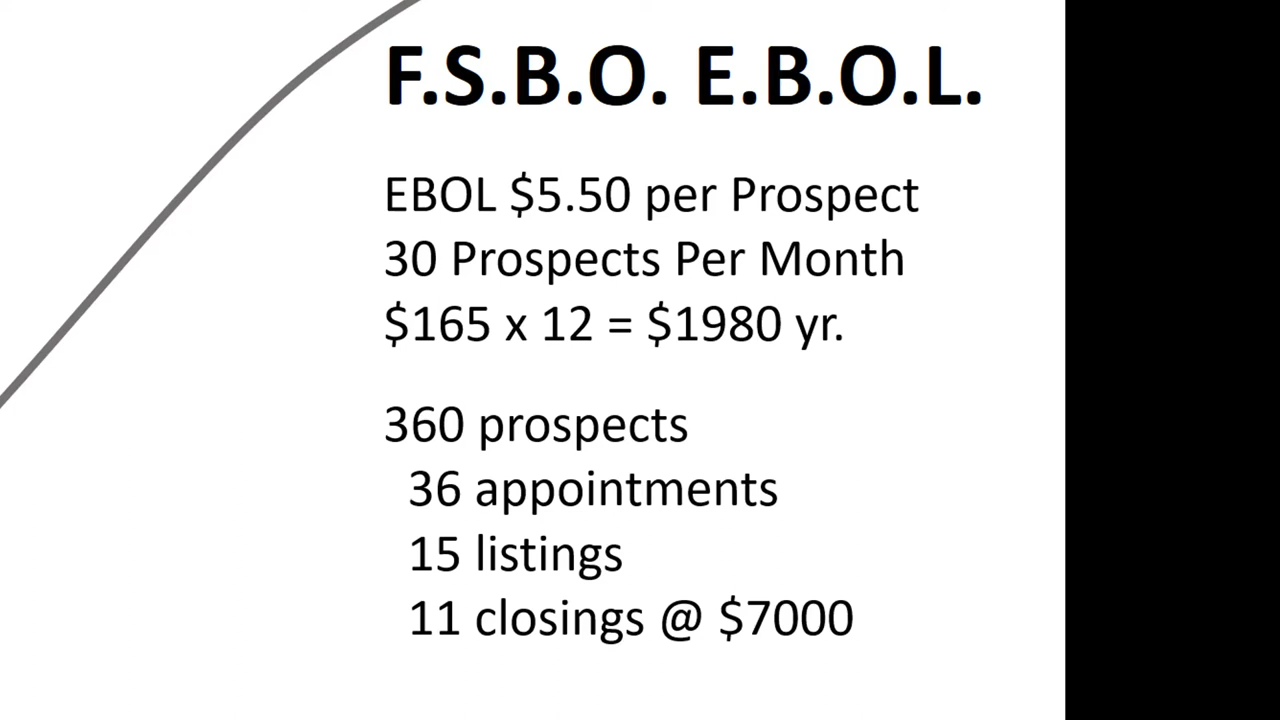 F.S.B.O. E.B.O.L.
EBOL $5.50 per Prospect
30 Prospects Per Month
$165 x 12 = $1980 yr.
360 prospects
36 appointments
15 listings
11 closings @ $7000